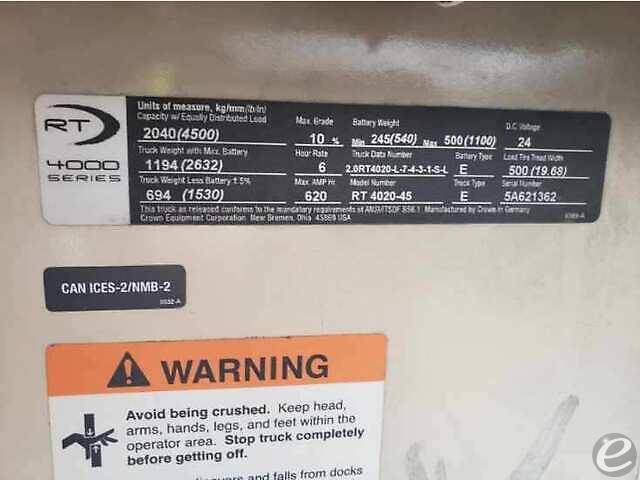 RT
4000
SERIES
Units of measure, kg/mm/(lb/in)
Capacity w/ Equally Distributed Load
2040 (4500)
Max. Grade
10 %
Battery Weight
Min 245(540) Max 500(1100)
D.C. Voltage
24
Truck Weight with Max. Battery
1194 (2632)
Hour Rate
6
Truck Data Number
2.0RT4020-L-7-4-3-1-S-L
Battery Type
E
Load Tire Tread Width
500 (19.68)
Truck Weight Less Battery ± 5%
694 (1530)
Max. AMP Hr
620
Model Number
RT 4020-45
Truck Type
E
Serial Number
5A621362
This truck as released conforms to the mandatory requirements of ANSI/ITSDF B56.1 Manufactured by Crown in Germany
Crown Equipment Corporation New Bremen, Ohio 45869 USA
CAN ICES-2/NMB-2
WARNING
Avoid being crushed. Keep head,
arms, hands, legs, and feet within the
operator area. Stop truck completely
before getting off.
and falls from docks
e